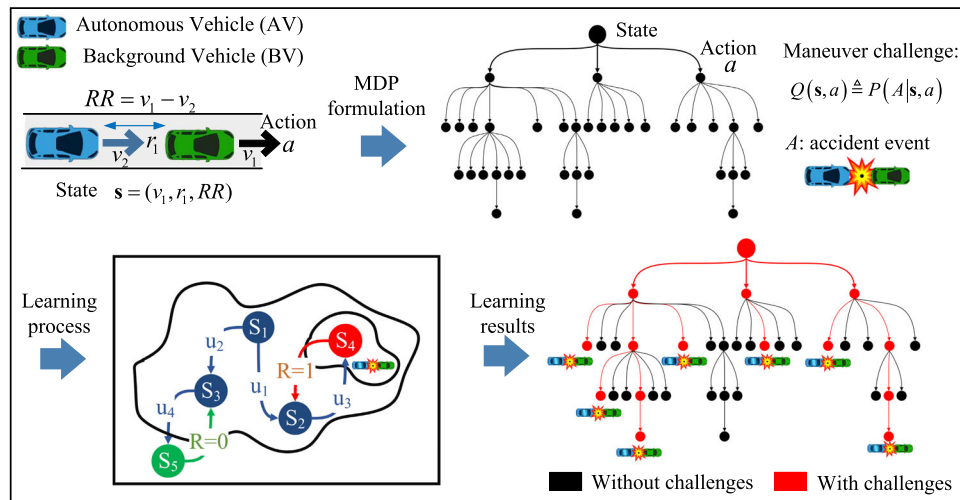 Autonomous Vehicle (AV)
Background Vehicle (BV)
RR = v₁ − v₂
Action
a
v₂
r₁
v₁
State s = (v₁, r₁, RR)
MDP
formulation
State
Action
a
Maneuver challenge:
Q(s, a) ≜ P(A|s, a)
A: accident event
Learning
process
S₁
S₄
u₂
R=1
S₃
u₁
u₄
S₂
u₃
R=0
S₅
Learning
results
Without challenges
With challenges